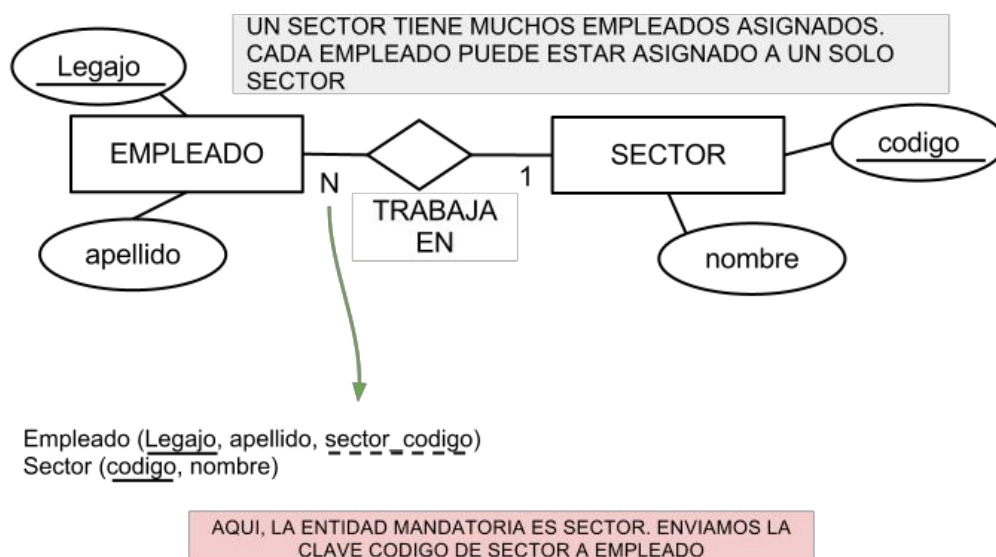 UN SECTOR TIENE MUCHOS EMPLEADOS ASIGNADOS.
CADA EMPLEADO PUEDE ESTAR ASIGNADO A UN SOLO
SECTOR
Legajo
EMPLEADO
SECTOR
codigo
N
1
TRABAJA
EN
apellido
nombre
Empleado (Legajo, apellido, sector_codigo)
Sector (codigo, nombre)
AQUI, LA ENTIDAD MANDATORIA ES SECTOR. ENVIAMOS LA
CLAVE CODIGO DE SECTOR A EMPLEADO